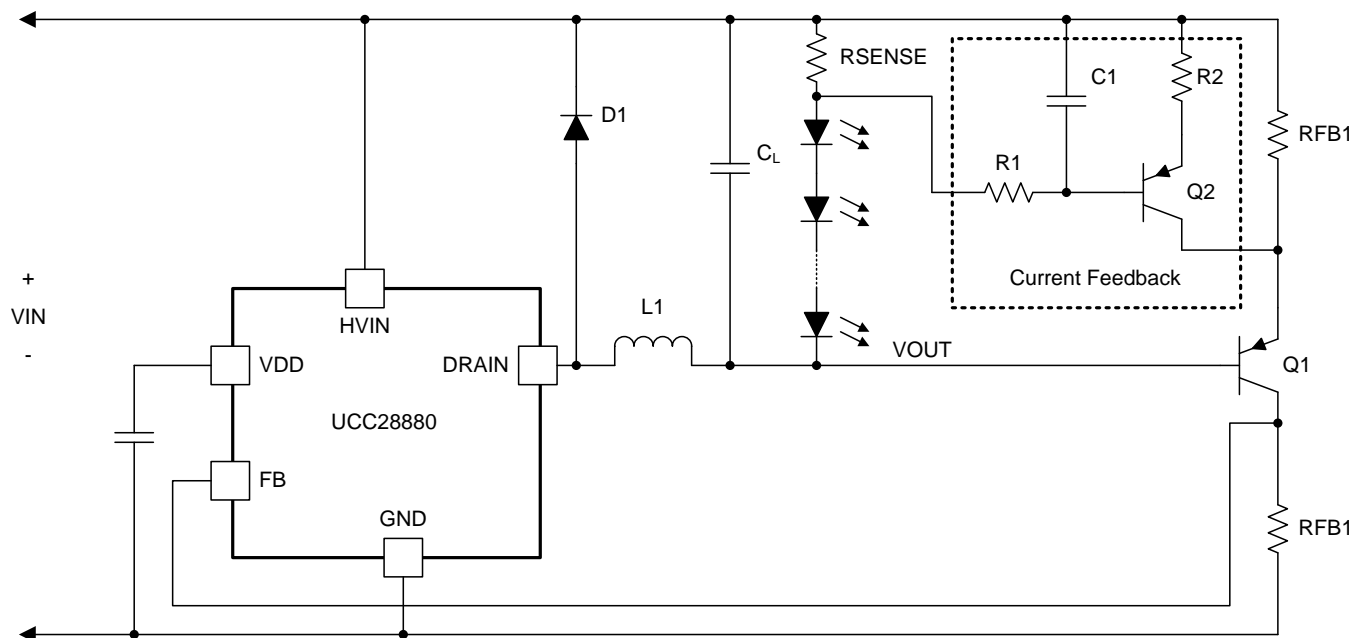 RSENSE
C1
R2
D1
RFB1
CL
R1
Q2
Current Feedback
+
VIN
-
HVIN
L1
VDD
DRAIN
VOUT
Q1
UCC28880
FB
GND
RFB1